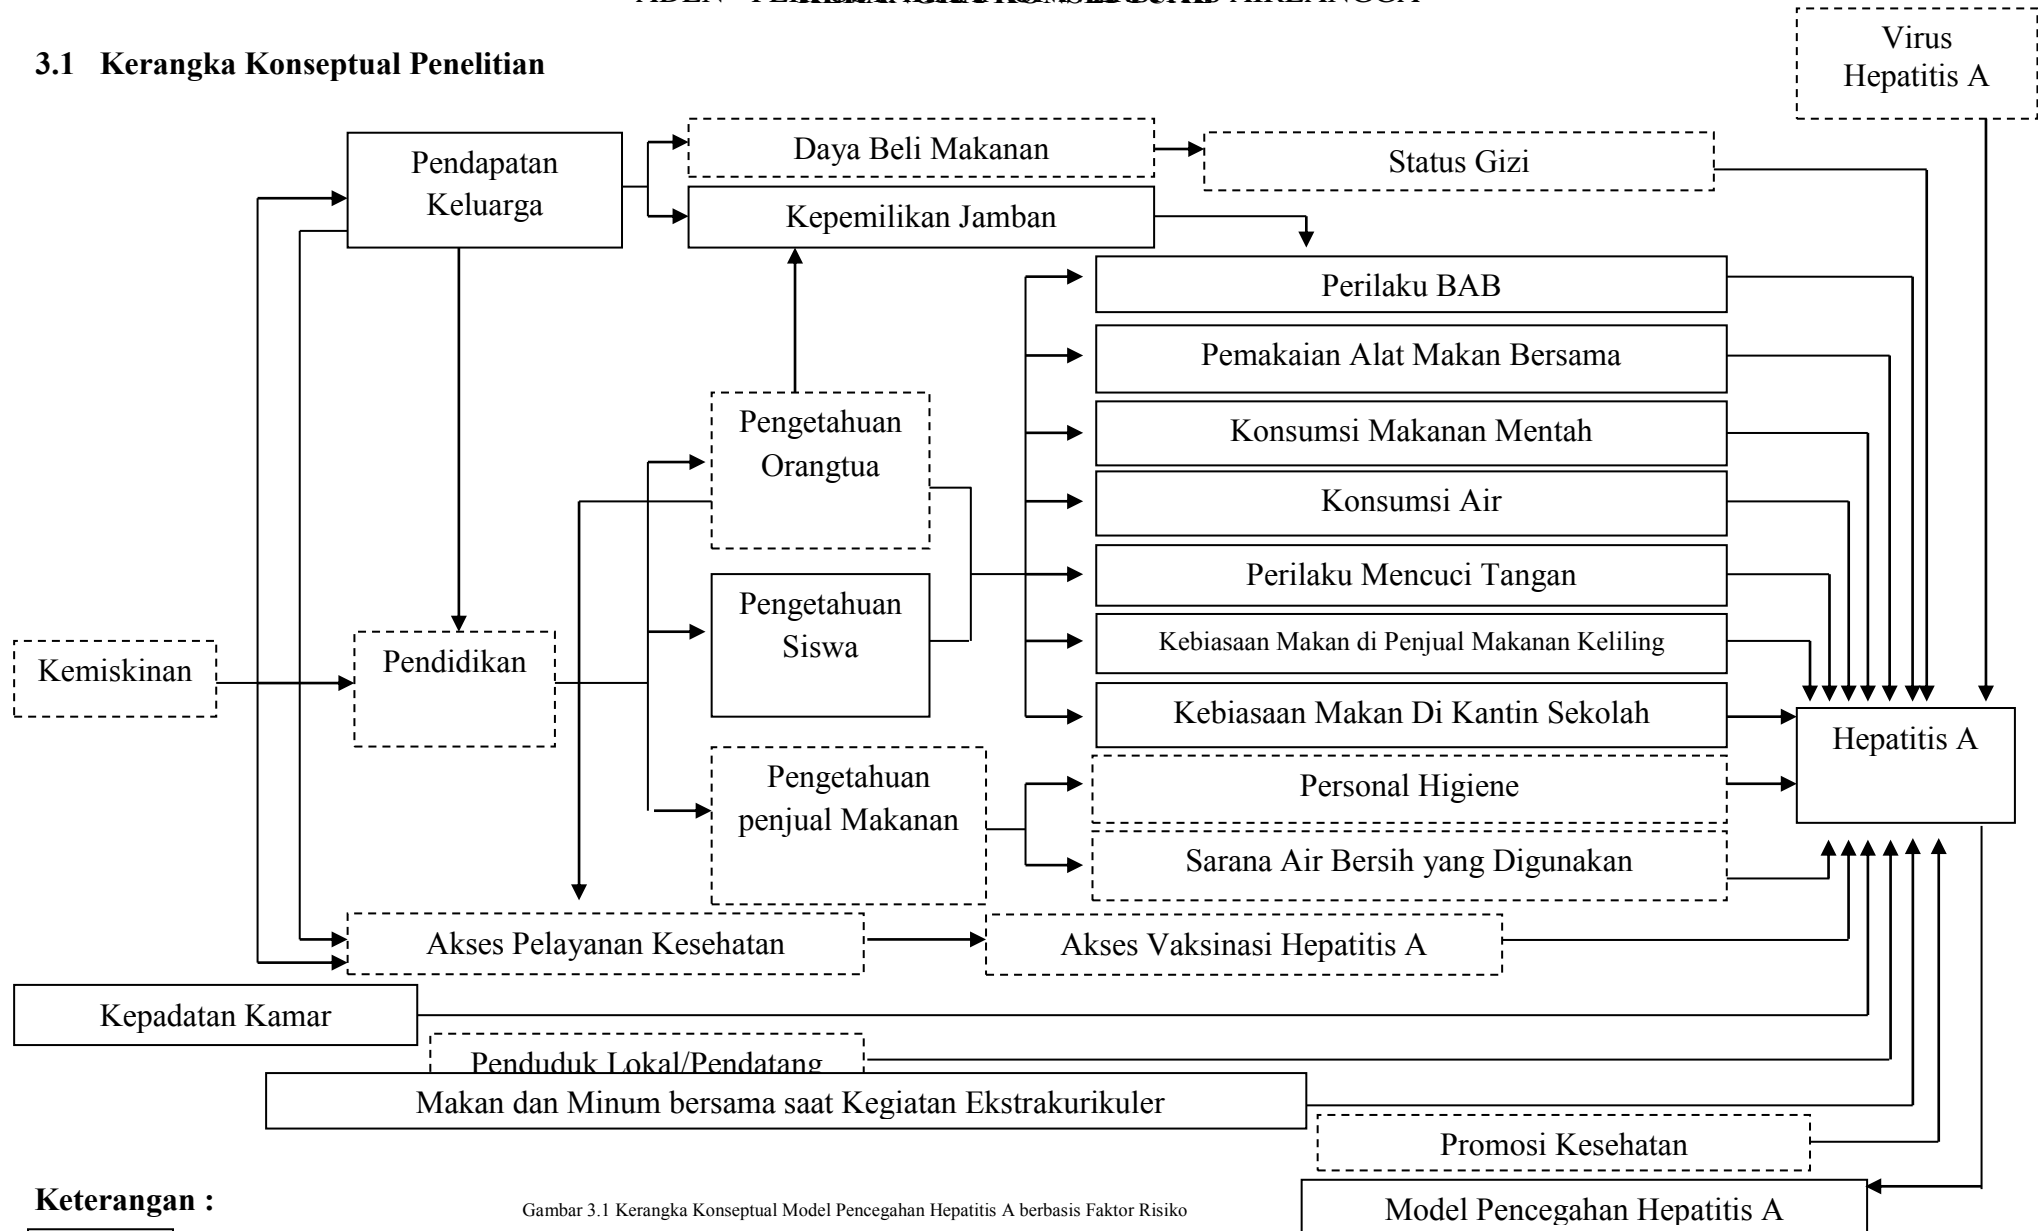 3.1 Kerangka Konseptual Penelitian
Virus
Hepatitis A
Pendapatan
Keluarga
Daya Beli Makanan
Status Gizi
Kepemilikan Jamban
Perilaku BAB
Pemakaian Alat Makan Bersama
Pengetahuan
Orangtua
Konsumsi Makanan Mentah
Konsumsi Air
Perilaku Mencuci Tangan
Pengetahuan
Siswa
Kebiasaan Makan di Penjual Makanan Keliling
Kemiskinan
Pendidikan
Kebiasaan Makan Di Kantin Sekolah
Hepatitis A
Pengetahuan
penjual Makanan
Personal Higiene
Sarana Air Bersih yang Digunakan
Akses Pelayanan Kesehatan
Akses Vaksinasi Hepatitis A
Kepadatan Kamar
Penduduk Lokal/Pendatang
Makan dan Minum bersama saat Kegiatan Ekstrakurikuler
Promosi Kesehatan
Keterangan :
Gambar 3.1 Kerangka Konseptual Model Pencegahan Hepatitis A berbasis Faktor Risiko
Model Pencegahan Hepatitis A